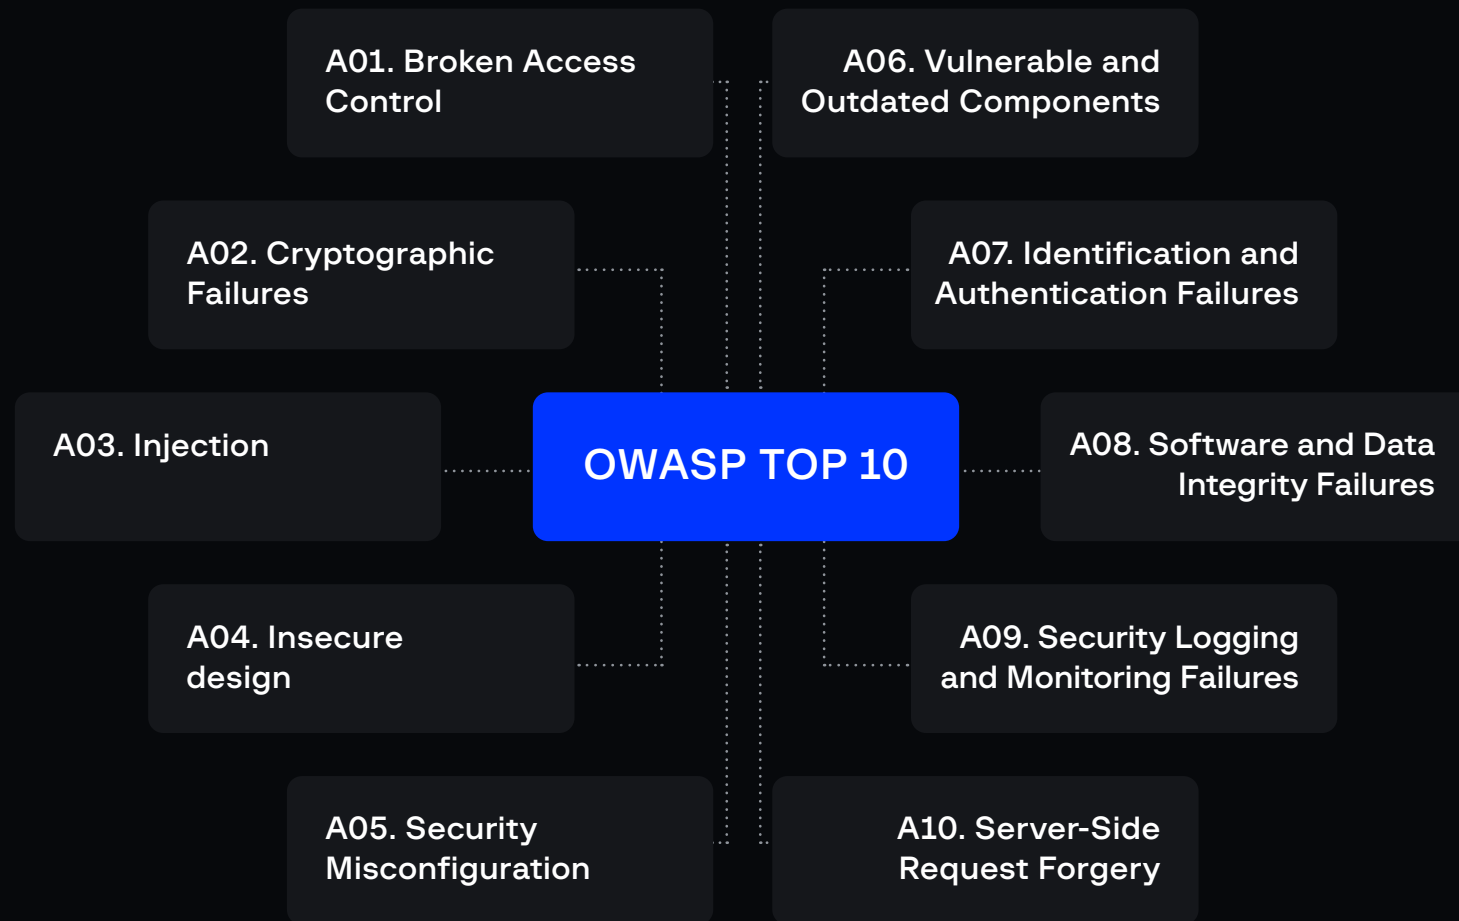 A01. Broken Access
Control
A06. Vulnerable and
Outdated Components
A02. Cryptographic
Failures
A07. Identification and
Authentication Failures
A03. Injection
OWASP TOP 10
A08. Software and Data
Integrity Failures
A04. Insecure
design
A09. Security Logging
and Monitoring Failures
A05. Security
Misconfiguration
A10. Server-Side
Request Forgery